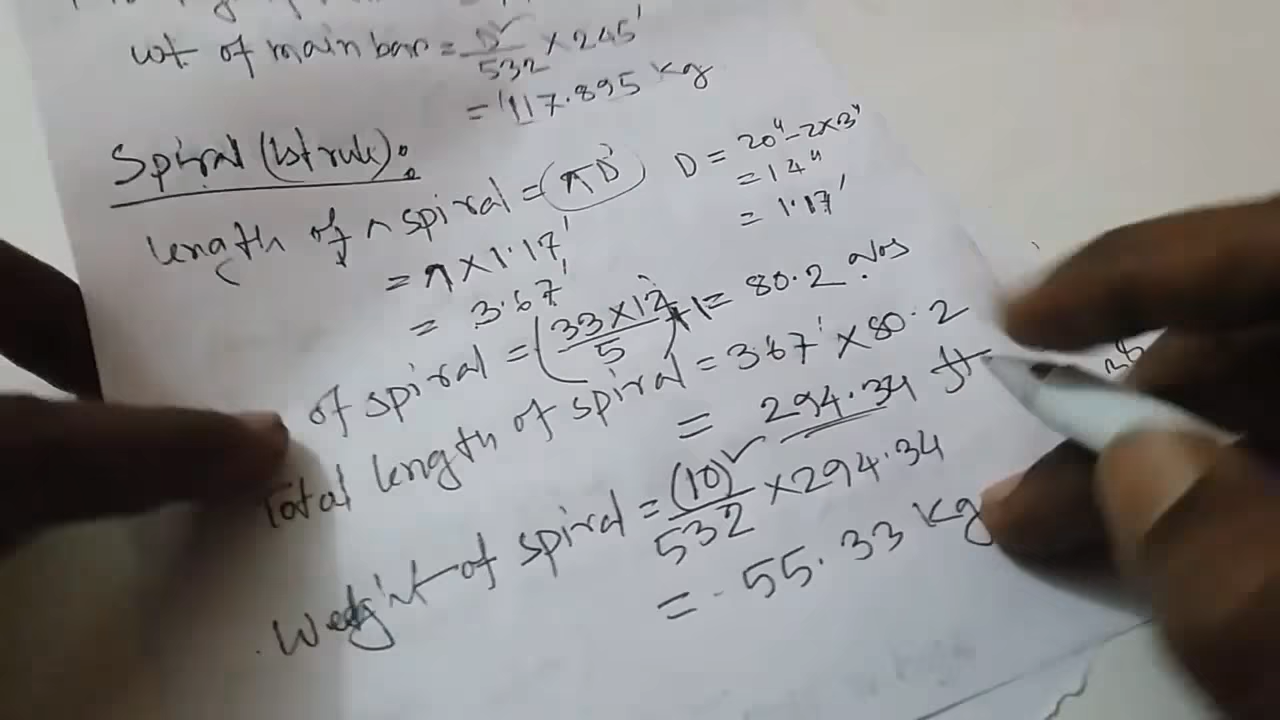 wt. of main bar = D²/532 × 245'
= 117.895 Kg
Spiral (1st rule):
length of n spiral = (πD) D = 20" - 2×3"
= 14"
= 1.17'
= π × 1.17'
= 3.67'
of spiral = (33×12/5)+1 = 80.2 Nos
Total length of spiral = 3.67' × 80.2
= 294.34 ft
Weight of spiral = (10)²/532 × 294.34
= 55.33 Kg